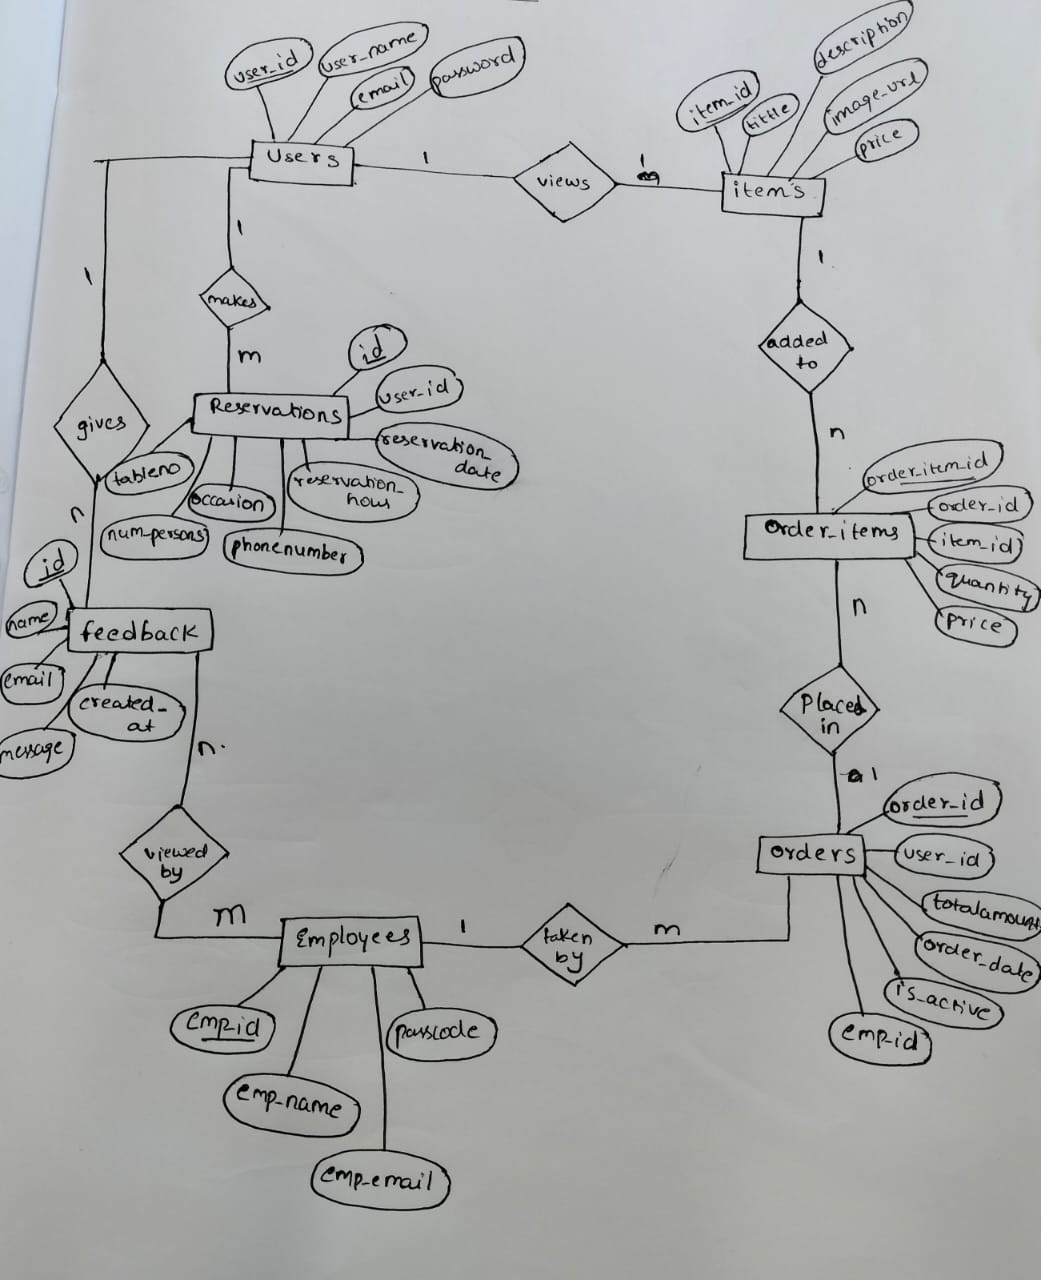 user_id
user_name
email
password
Users
1
views
1
item_id
tittle
description
image_url
price
item's
1
makes
m
1
gives
n
Reservations
id
user_id
reservation_
date
reservation_
hour
phonenumber
occasion
num_persons
tableno
1
added
to
n
order_items
order_item_id
order_id
item_id
quantity
price
n
Placed
in
1
feedback
id
name
email
message
created_
at
n.
viewed
by
m
Employees
emp_id
emp_name
emp_email
passcode
1
taken
by
m
orders
order_id
user_id
totalamount
order_date
is_active
emp_id